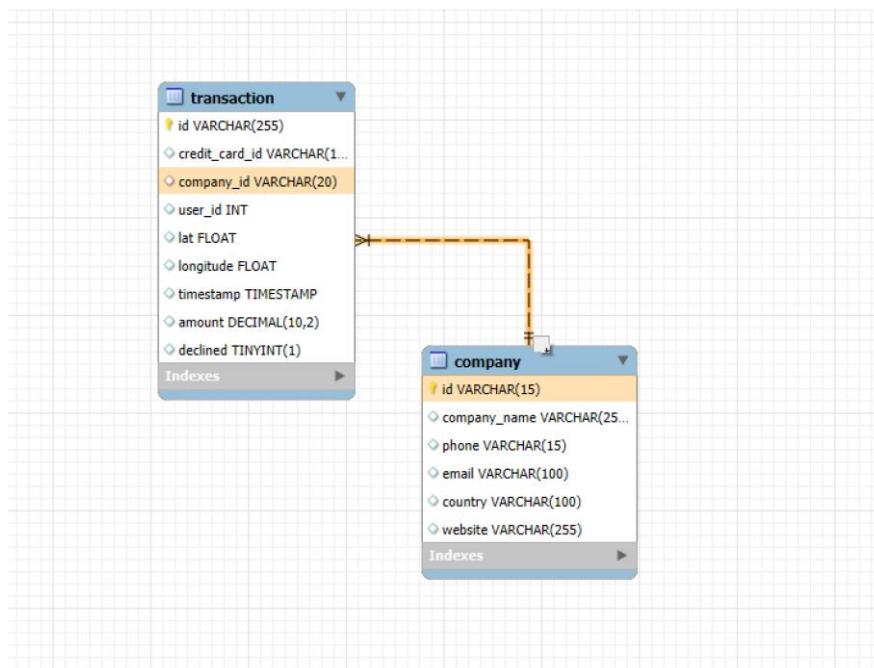 transaction
id VARCHAR(255)
credit_card_id VARCHAR(1...
company_id VARCHAR(20)
user_id INT
lat FLOAT
longitude FLOAT
timestamp TIMESTAMP
amount DECIMAL(10,2)
declined TINYINT(1)
Indexes
company
id VARCHAR(15)
company_name VARCHAR(25...
phone VARCHAR(15)
email VARCHAR(100)
country VARCHAR(100)
website VARCHAR(255)
Indexes